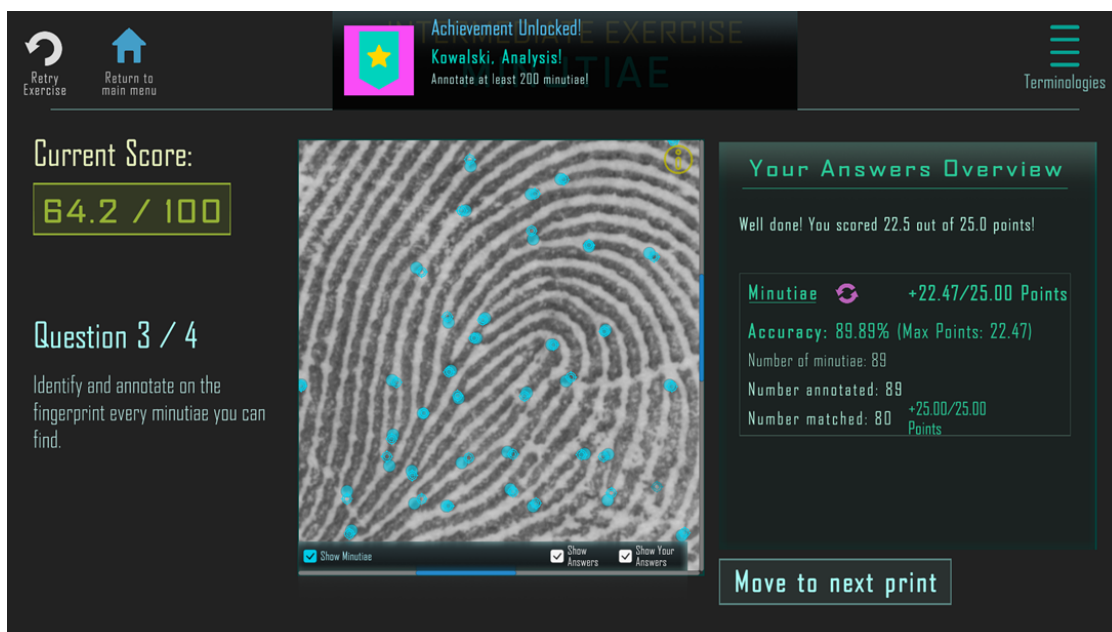 INTERMEDIATE EXERCISE
MINUTIAE
Achievement Unlocked!
Kowalski, Analysis!
Annotate at least 200 minutiae!
Retry
Exercise
Return to
main menu
Terminologies
Current Score:
64.2 / 100
Question 3 / 4
Identify and annotate on the
fingerprint every minutiae you can
find.
Show Minutiae
Show
Answers
Show Your
Answers
Your Answers Overview
Well done! You scored 22.5 out of 25.0 points!
Minutiae +22.47/25.00 Points
Accuracy: 89.89% (Max Points: 22.47)
Number of minutiae: 89
Number annotated: 89
Number matched: 80 +25.00/25.00
Points
Move to next print